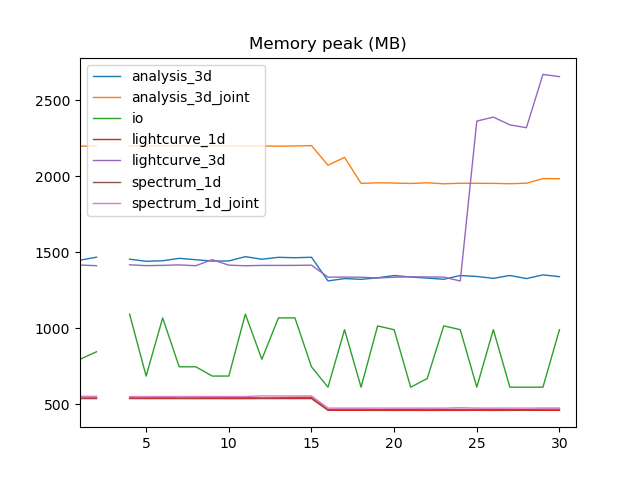 Memory peak (MB)
analysis_3d
analysis_3d_joint
io
lightcurve_1d
lightcurve_3d
spectrum_1d
spectrum_1d_joint
2500
2000
1500
1000
500
5 10 15 20 25 30